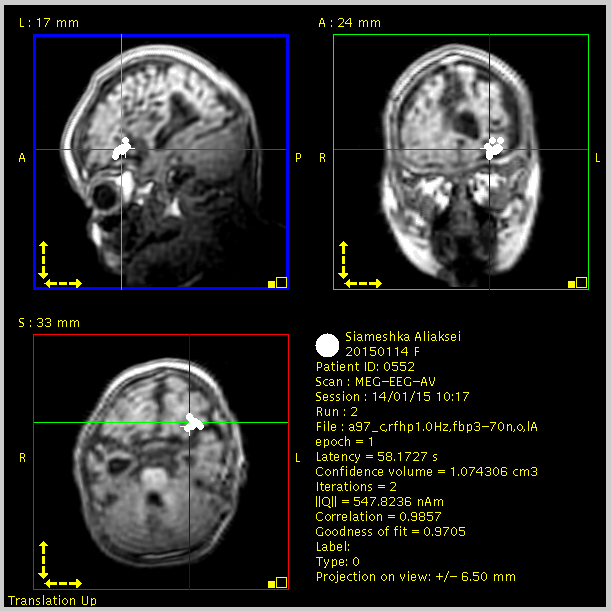 L : 17 mm
A : 24 mm
A
P
R
L
S : 33 mm
R
L
Siameshka Aliaksei
20150114 F
Patient ID: 0552
Scan : MEG-EEG-AV
Session : 14/01/15 10:17
Run : 2
File : a97_c,rfhp1.0Hz,fbp3-70n,o,lA
epoch = 1
Latency = 58.1727 s
Confidence volume = 1.074306 cm3
Iterations = 2
||Q|| = 547.8236 nAm
Correlation = 0.9857
Goodness of fit = 0.9705
Label:
Type: 0
Projection on view: +/- 6.50 mm
Translation Up